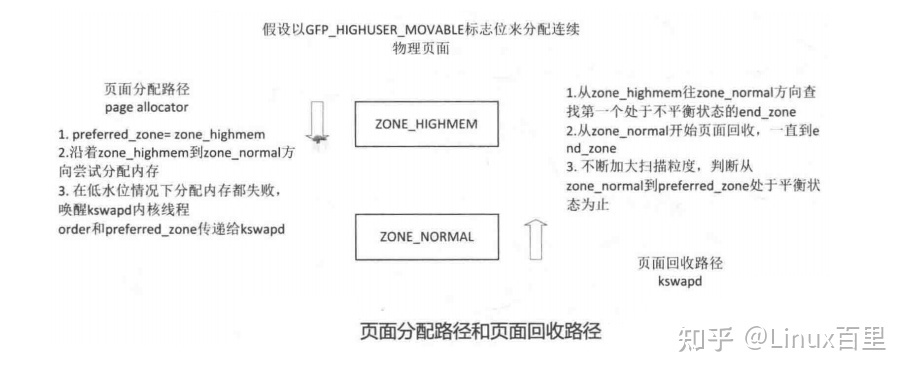 假设以GFP_HIGHUSER_MOVABLE标志位来分配连续
物理页面
页面分配路径
page allocator
1. preferred_zone= zone_highmem
2.沿着zone_highmem到zone_normal方
向尝试分配内存
3. 在低水位情况下分配内存都失败，
唤醒kswapd内核线程
order和preferred_zone传递给kswapd
ZONE_HIGHMEM
ZONE_NORMAL
1.从zone_highmem往zone_normal方向查
找第一个处于不平衡状态的end_zone
2.从zone_normal开始页面回收，一直到e
nd_zone
3. 不断加大扫描粒度，判断从
zone_normal到preferred_zone处于平衡状
态为止
页面回收路径
kswapd
页面分配路径和页面回收路径
知乎 @Linux百里